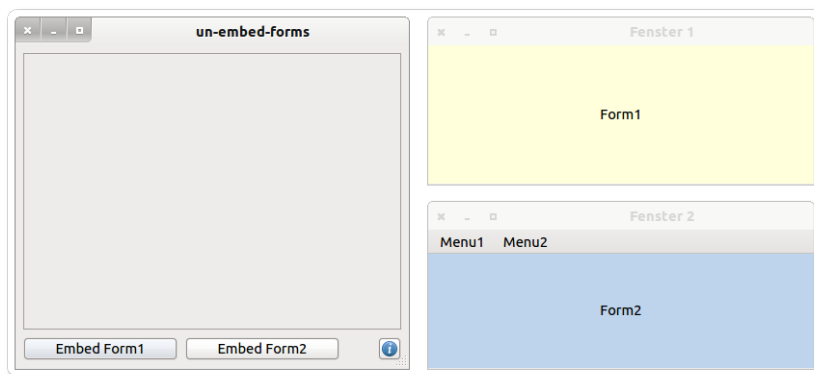 un-embed-forms
Embed Form1
Embed Form2
Fenster 1
Form1
Fenster 2
Menu1 Menu2
Form2